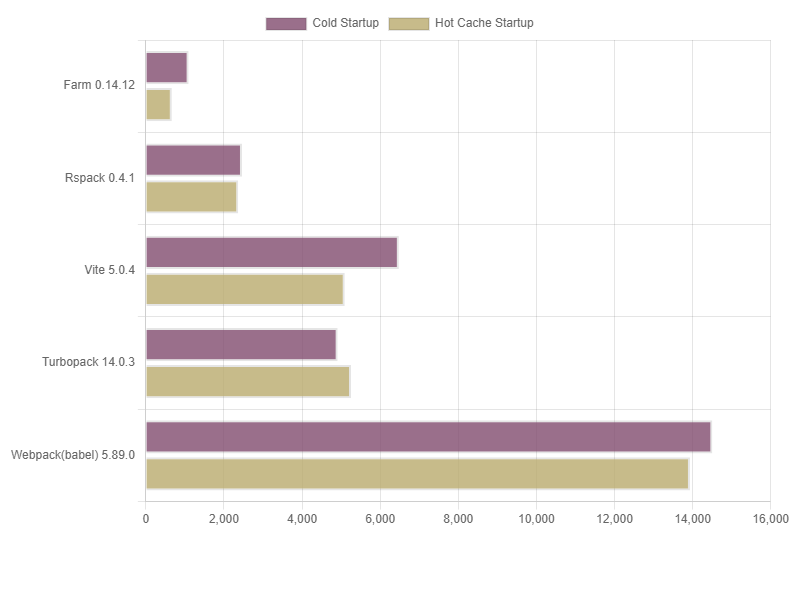 Cold Startup Hot Cache Startup
Farm 0.14.12
Rspack 0.4.1
Vite 5.0.4
Turbopack 14.0.3
Webpack(babel) 5.89.0
0 2,000 4,000 6,000 8,000 10,000 12,000 14,000 16,000